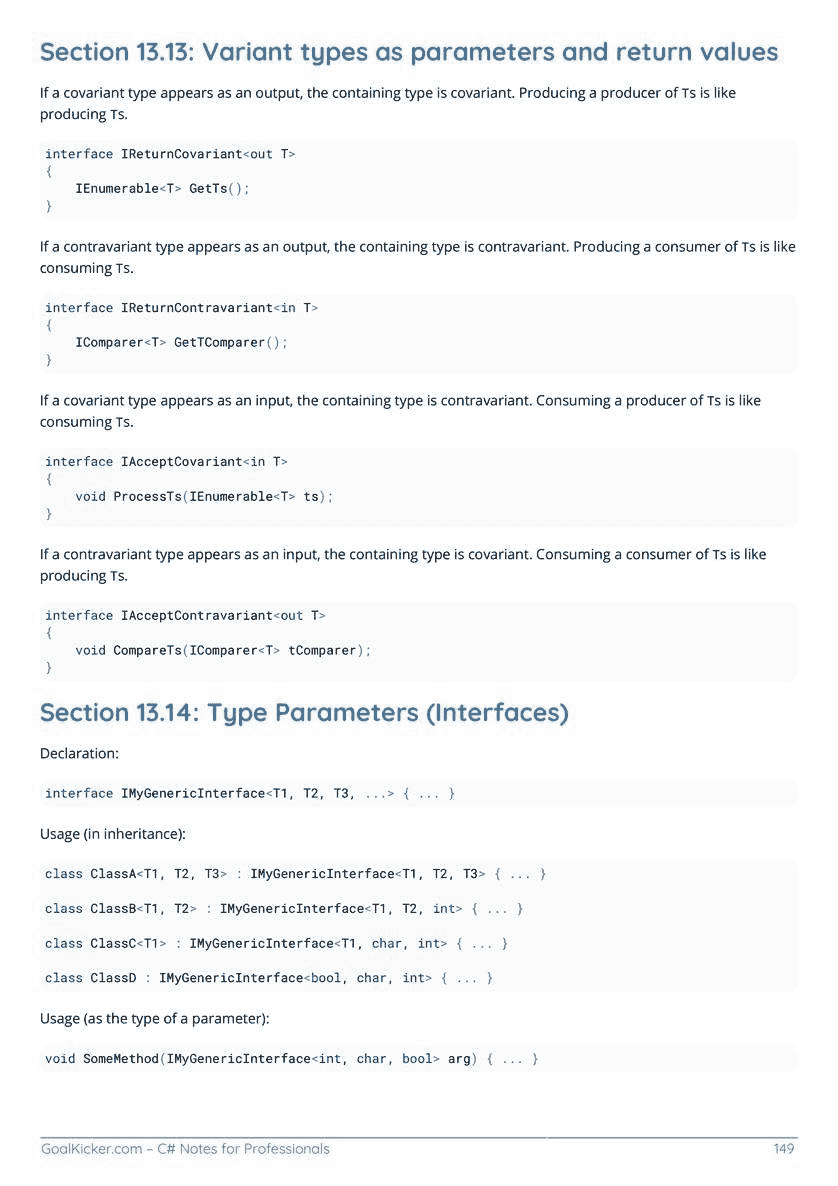 Section 13.13: Variant types as parameters and return values
If a covariant type appears as an output, the containing type is covariant. Producing a producer of Ts is like
producing Ts.
interface IReturnCovariant<out T>
{
    IEnumerable<T> GetTs();
}
If a contravariant type appears as an output, the containing type is contravariant. Producing a consumer of Ts is like
consuming Ts.
interface IReturnContravariant<in T>
{
    IComparer<T> GetTComparer();
}
If a covariant type appears as an input, the containing type is contravariant. Consuming a producer of Ts is like
consuming Ts.
interface IAcceptCovariant<in T>
{
    void ProcessTs(IEnumerable<T> ts);
}
If a contravariant type appears as an input, the containing type is covariant. Consuming a consumer of Ts is like
producing Ts.
interface IAcceptContravariant<out T>
{
    void CompareTs(IComparer<T> tComparer);
}
Section 13.14: Type Parameters (Interfaces)
Declaration:
interface IMyGenericInterface<T1, T2, T3, ...> { ... }
Usage (in inheritance):
class ClassA<T1, T2, T3> : IMyGenericInterface<T1, T2, T3> { ... }
class ClassB<T1, T2> : IMyGenericInterface<T1, T2, int> { ... }
class ClassC<T1> : IMyGenericInterface<T1, char, int> { ... }
class ClassD : IMyGenericInterface<bool, char, int> { ... }
Usage (as the type of a parameter):
void SomeMethod(IMyGenericInterface<int, char, bool> arg) { ... }
GoalKicker.com – C# Notes for Professionals 149